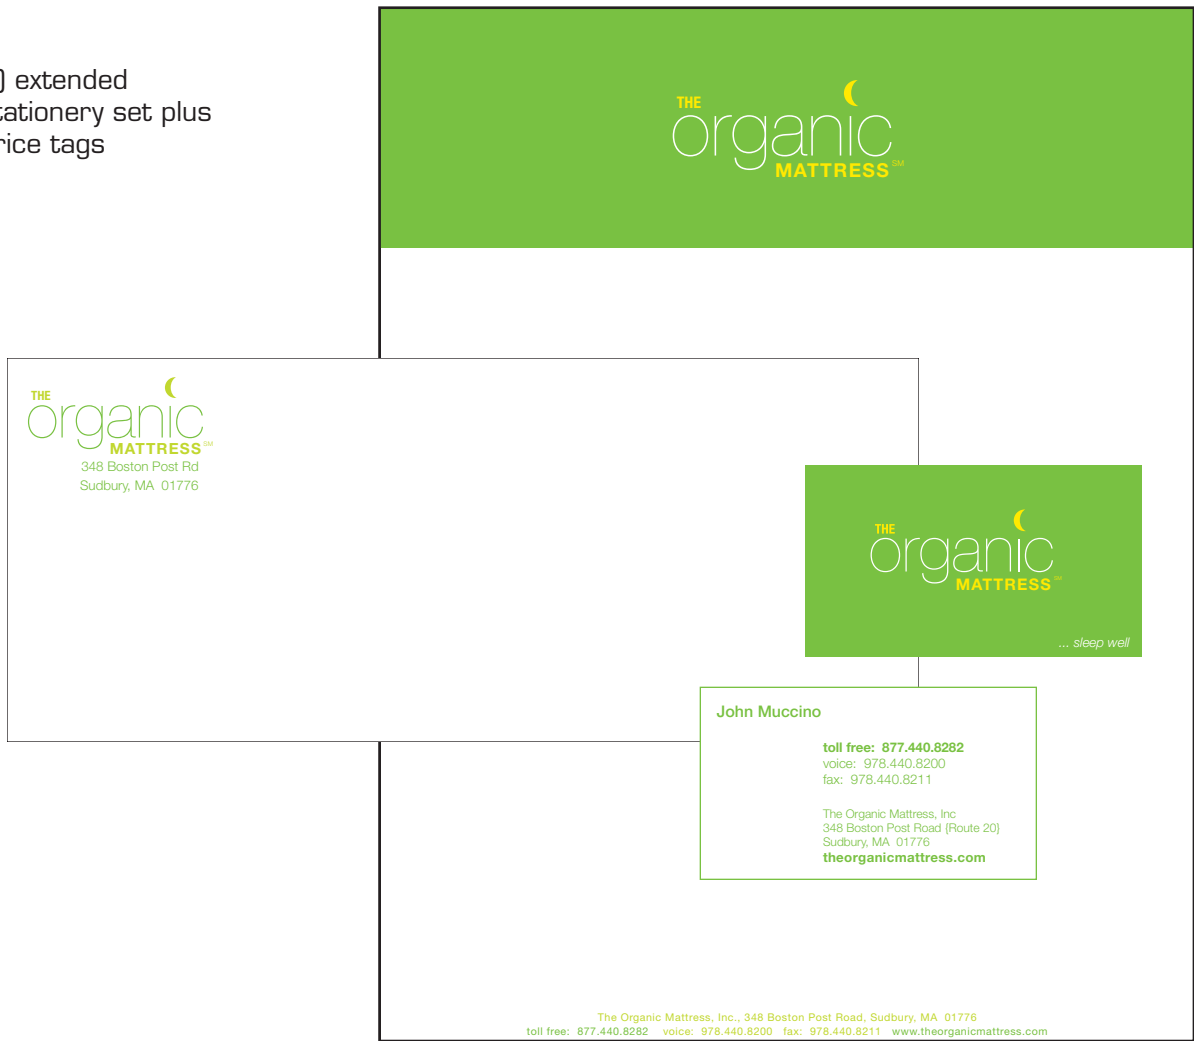 ) extended
tationery set plus
rice tags
THE
organic
MATTRESS SM
THE
organic
MATTRESS SM
348 Boston Post Rd
Sudbury, MA 01776
THE
organic
MATTRESS SM
... sleep well
John Muccino
toll free: 877.440.8282
voice: 978.440.8200
fax: 978.440.8211
The Organic Mattress, Inc
348 Boston Post Road {Route 20}
Sudbury, MA 01776
theorganicmattress.com
The Organic Mattress, Inc., 348 Boston Post Road, Sudbury, MA 01776
toll free: 877.440.8282 voice: 978.440.8200 fax: 978.440.8211 www.theorganicmattress.com